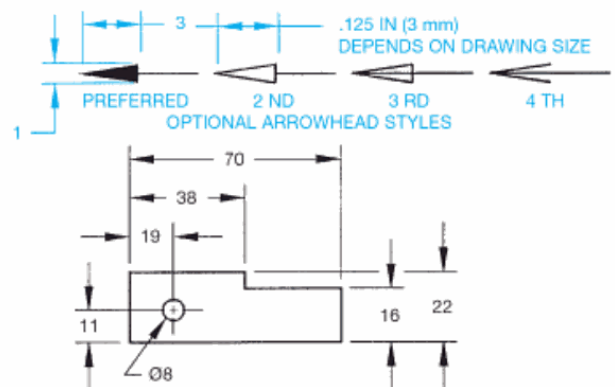 3
.125 IN (3 mm)
DEPENDS ON DRAWING SIZE
PREFERRED
2 ND
3 RD
4 TH
1
OPTIONAL ARROWHEAD STYLES
70
38
19
11
16
22
Ø8